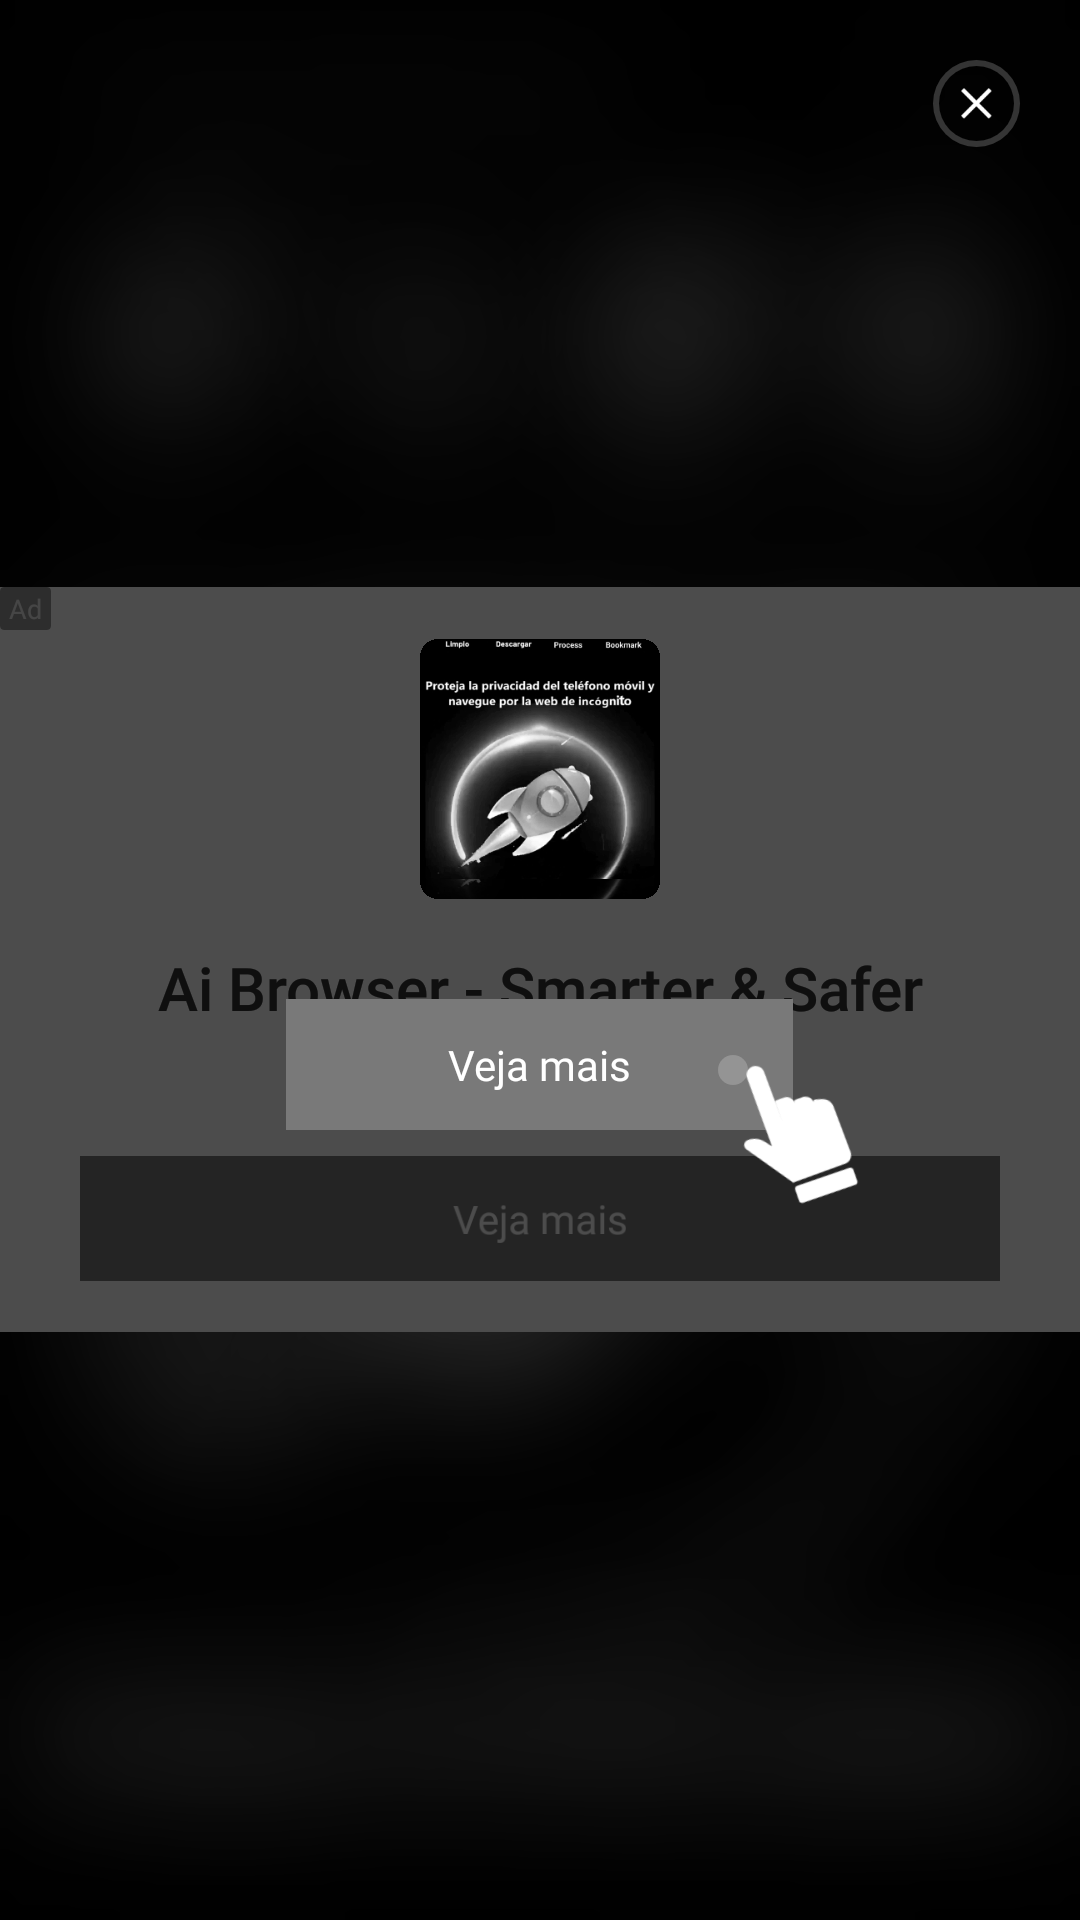 Ad
Limpio Descargar Process Bookmark
Proteja la privacidad del teléfono móvil y
navegue por la web de incógnito
Ai Browser - Smarter & Safer
Veja mais
Veja mais